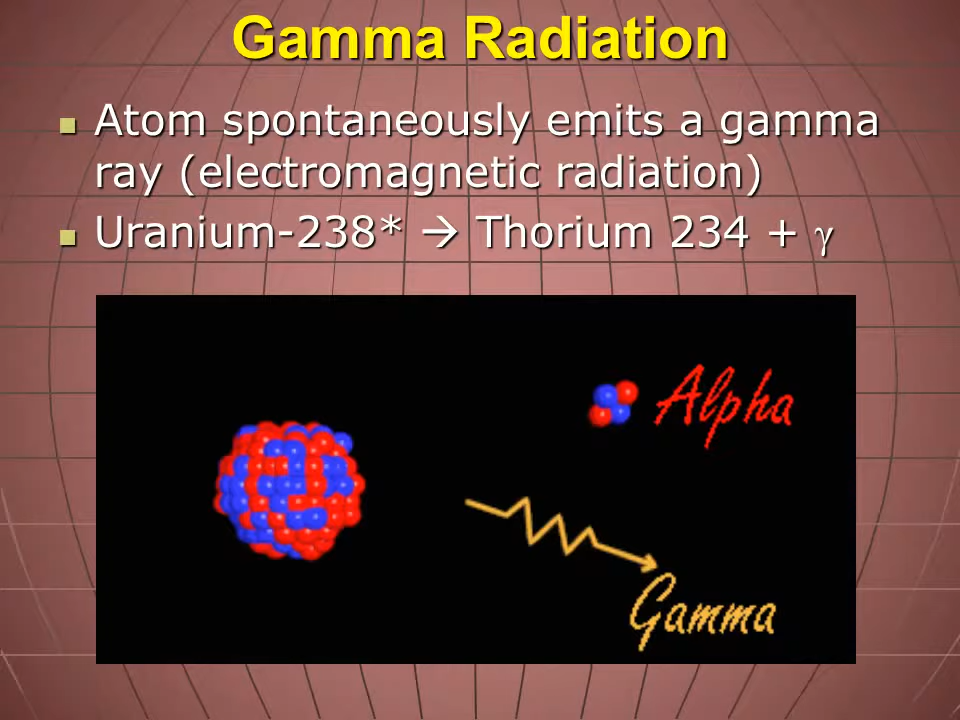 Gamma Radiation
Atom spontaneously emits a gamma
ray (electromagnetic radiation)
Uranium-238* → Thorium 234 + γ
Alpha
Gamma